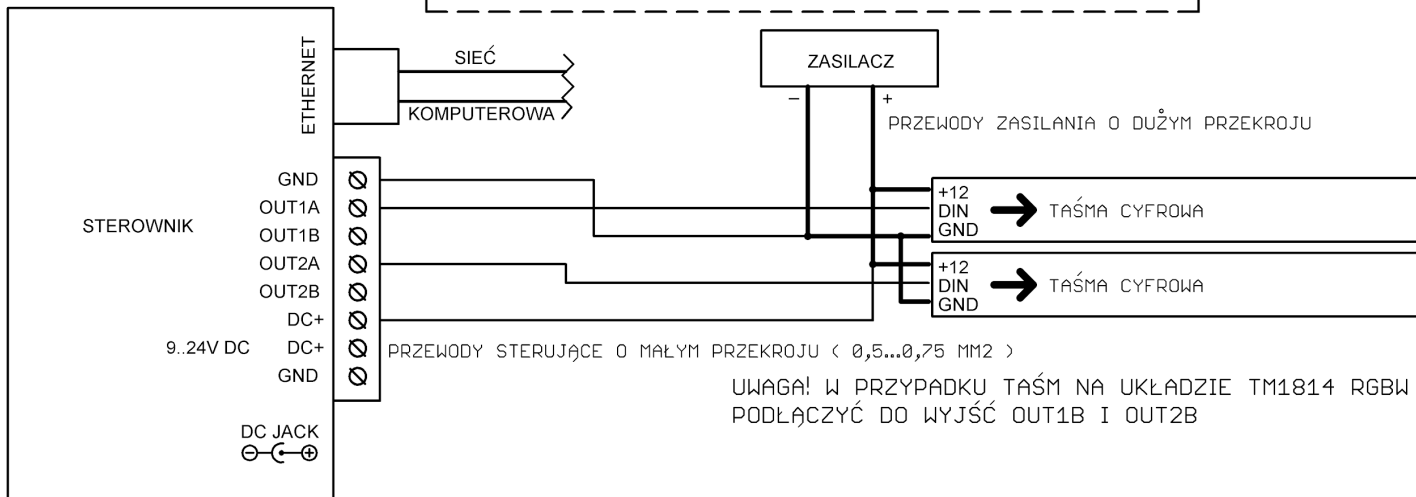 ETHERNET
SIEĆ
KOMPUTEROWA
ZASILACZ
– +
PRZEWODY ZASILANIA O DUŻYM PRZEKROJU
STEROWNIK
GND
OUT1A
OUT1B
OUT2A
OUT2B
DC+
9..24V DC DC+
GND
DC JACK
+12
DIN
GND
TAŚMA CYFROWA
+12
DIN
GND
TAŚMA CYFROWA
PRZEWODY STERUJĄCE O MAŁYM PRZEKROJU ( 0,5...0,75 MM2 )
UWAGA! W PRZYPADKU TAŚM NA UKŁADZIE TM1814 RGBW
PODŁĄCZYĆ DO WYJŚĆ OUT1B I OUT2B